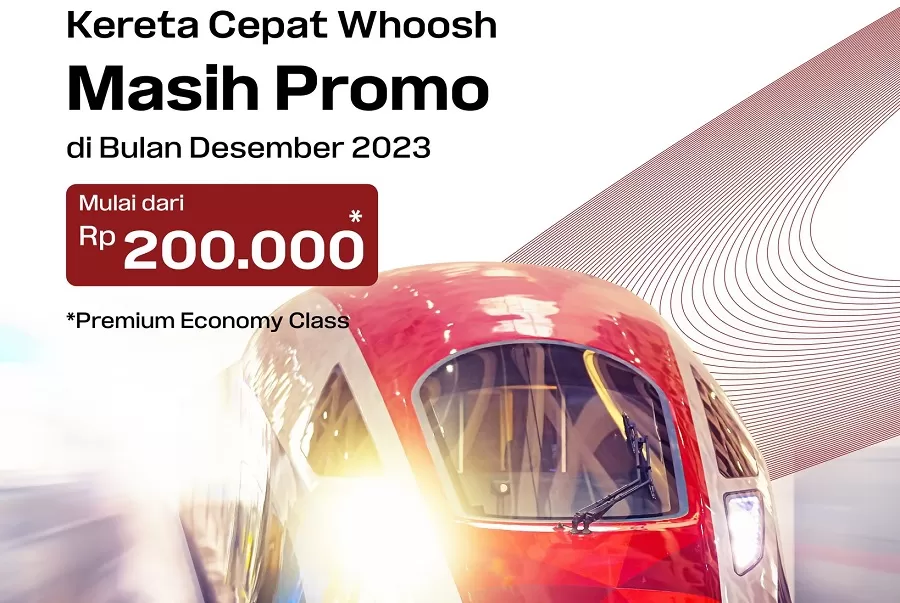 Kereta Cepat Whoosh
Masih Promo
di Bulan Desember 2023
Mulai dari
Rp 200.000*
*Premium Economy Class